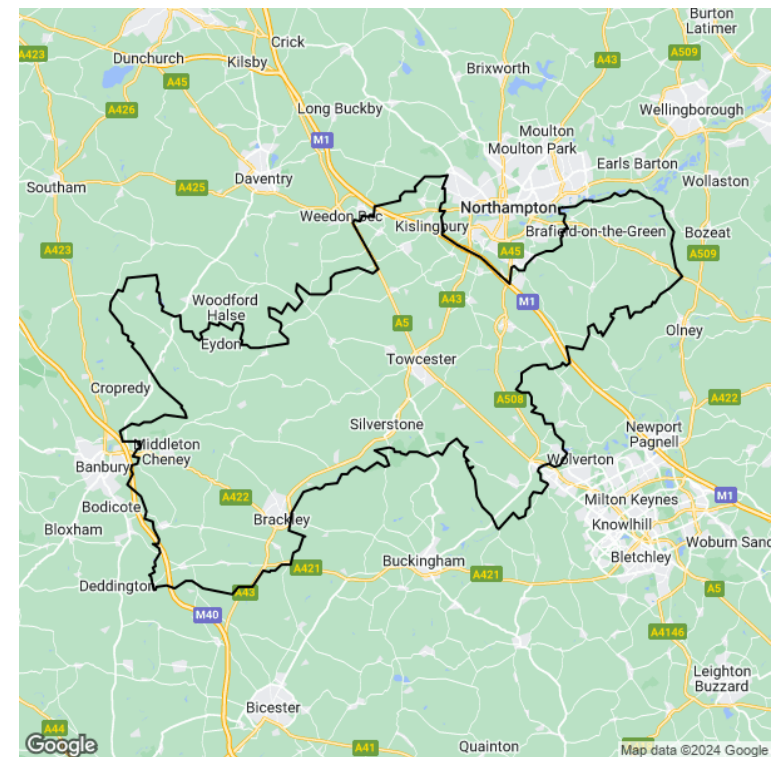 Burton
Latimer
A423
Crick
A509
Dunchurch
Kilsby
A43
A45
Brixworth
A426
Long Buckby
Wellingborough
M1
Moulton
Moulton Park
Earls Barton
Southam
A425
Daventry
Wollaston
Northampton
Weedon Bec
Kislingbury
Brafield-on-the-Green
Bozeat
A423
A45
A509
Woodford
Halse
A43
M1
Eydon
A5
Olney
Towcester
Cropredy
A508
A422
Silverstone
Newport
Pagnell
Middleton
Cheney
Banbury
Wolverton
A422
Milton Keynes
M1
Bodicote
Brackley
Knowlhill
Bloxham
Woburn Sand
Bletchley
Buckingham
Deddington
A421
A421
A43
A5
M40
A4146
Leighton
Buzzard
Bicester
A44
A41
Quainton
Google
Map data ©2024 Google